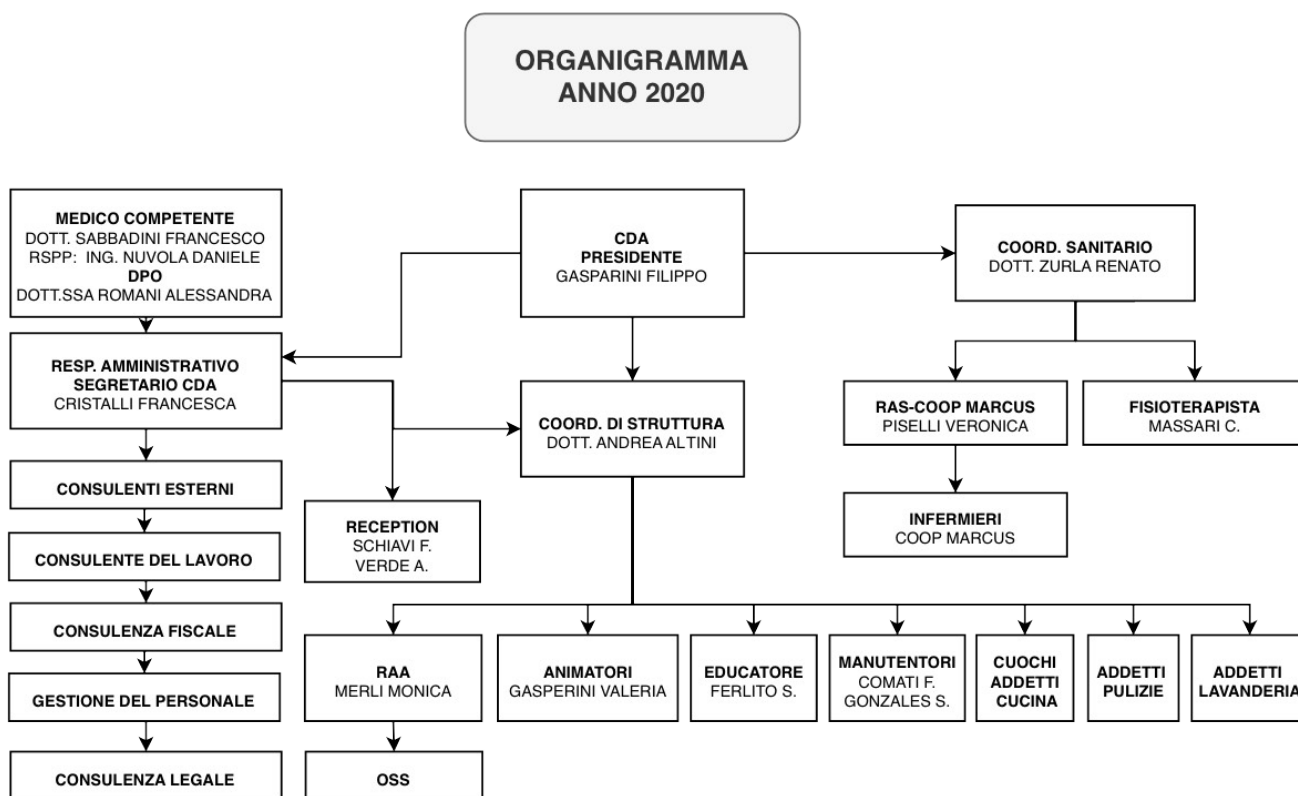 ORGANIGRAMMA
ANNO 2020
MEDICO COMPETENTE
DOTT. SABBADINI FRANCESCO
RSPP: ING. NUVOLA DANIELE
DPO
DOTT.SSA ROMANI ALESSANDRA
CDA
PRESIDENTE
GASPARINI FILIPPO
COORD. SANITARIO
DOTT. ZURLA RENATO
RESP. AMMINISTRATIVO
SEGRETARIO CDA
CRISTALLI FRANCESCA
COORD. DI STRUTTURA
DOTT. ANDREA ALTINI
RAS-COOP MARCUS
PISELLI VERONICA
FISIOTERAPISTA
MASSARI C.
CONSULENTI ESTERNI
RECEPTION
SCHIAVI F.
VERDE A.
INFERMIERI
COOP MARCUS
CONSULENTE DEL LAVORO
CONSULENZA FISCALE
GESTIONE DEL PERSONALE
RAA
MERLI MONICA
ANIMATORI
GASPERINI VALERIA
EDUCATORE
FERLITO S.
MANUTENTORI
COMATI F.
GONZALES S.
CUOCHI
ADDETTI
CUCINA
ADDETTI
PULIZIE
ADDETTI
LAVANDERIA
CONSULENZA LEGALE
OSS